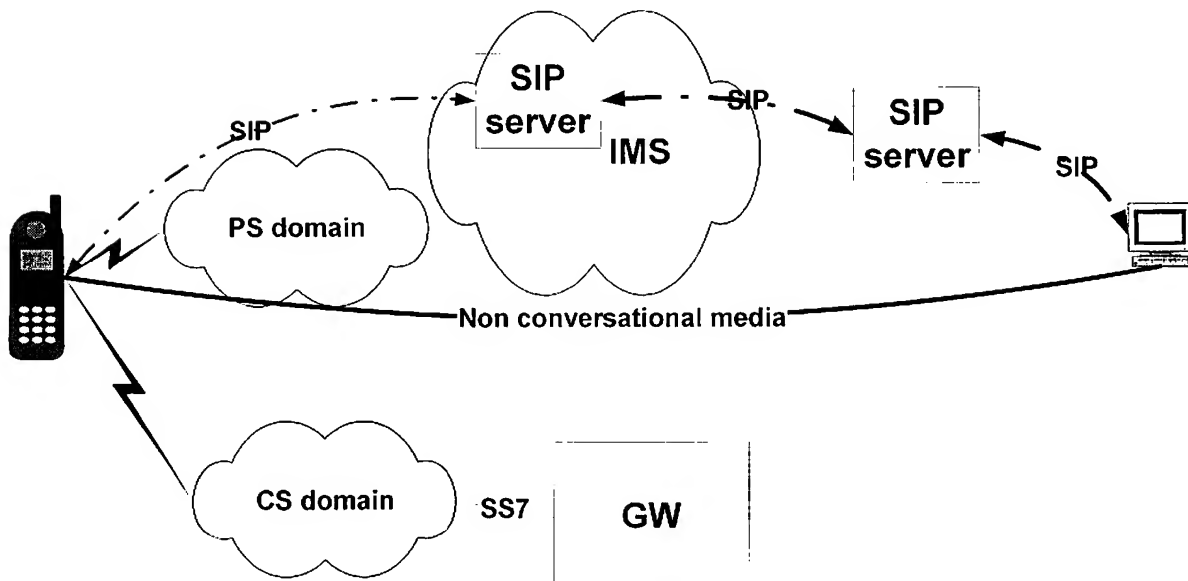 SIP
server
IMS
SIP
SIP
SIP
server
SIP
PS domain
Non conversational media
CS domain
SS7
GW